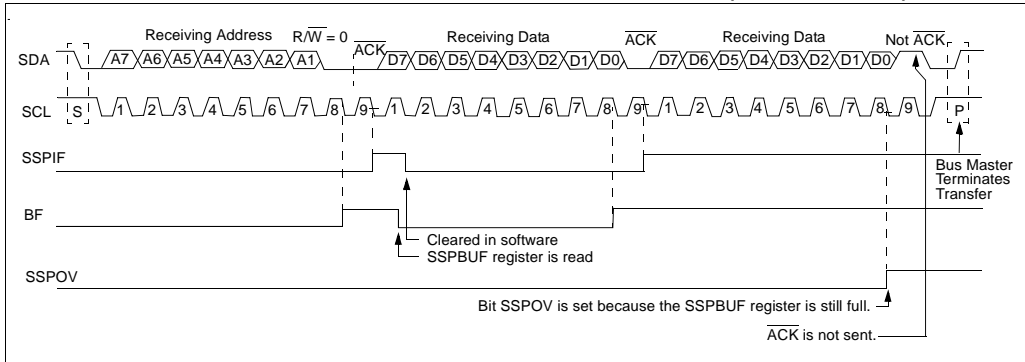 Receiving Address R/W = 0 ACK Receiving Data ACK Receiving Data Not ACK
SDA A7 A6 A5 A4 A3 A2 A1 D7 D6 D5 D4 D3 D2 D1 D0 D7 D6 D5 D4 D3 D2 D1 D0
SCL S 1 2 3 4 5 6 7 8 9 1 2 3 4 5 6 7 8 9 1 2 3 4 5 6 7 8 9 P
SSPIF
Bus Master
Terminates
Transfer
BF
Cleared in software
SSPBUF register is read
SSPOV
Bit SSPOV is set because the SSPBUF register is still full.
ACK is not sent.